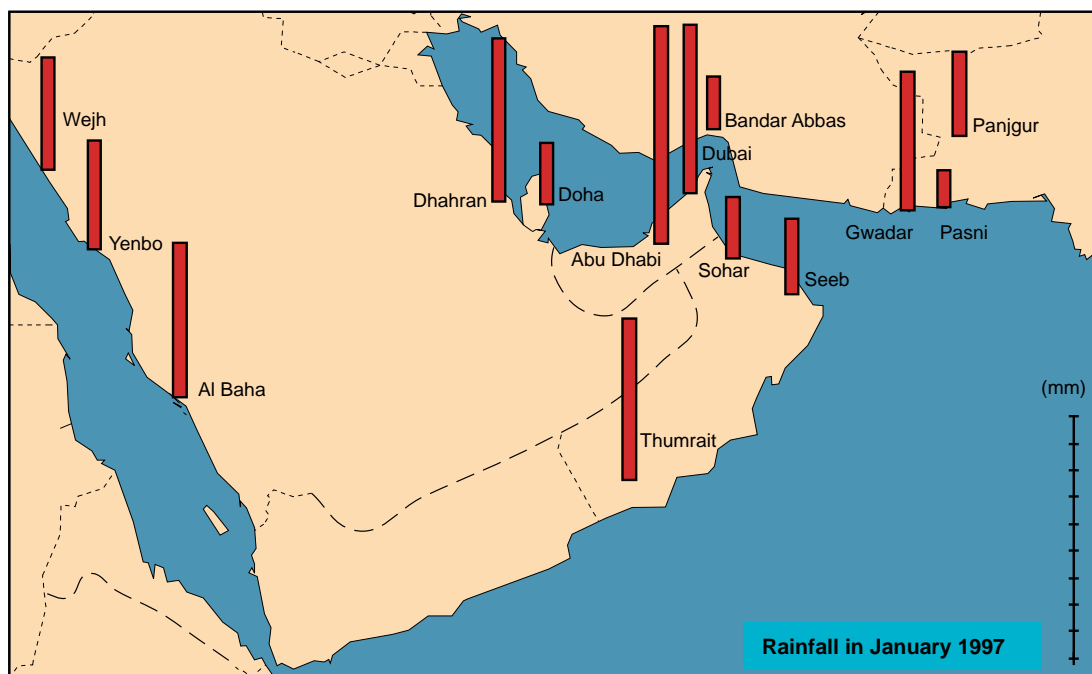 Wejh
Bandar Abbas
Panjgur
Dubai
Dhahran
Doha
Yenbo
Abu Dhabi
Sohar
Gwadar
Pasni
Seeb
Al Baha
(mm)
Thumrait
Rainfall in January 1997